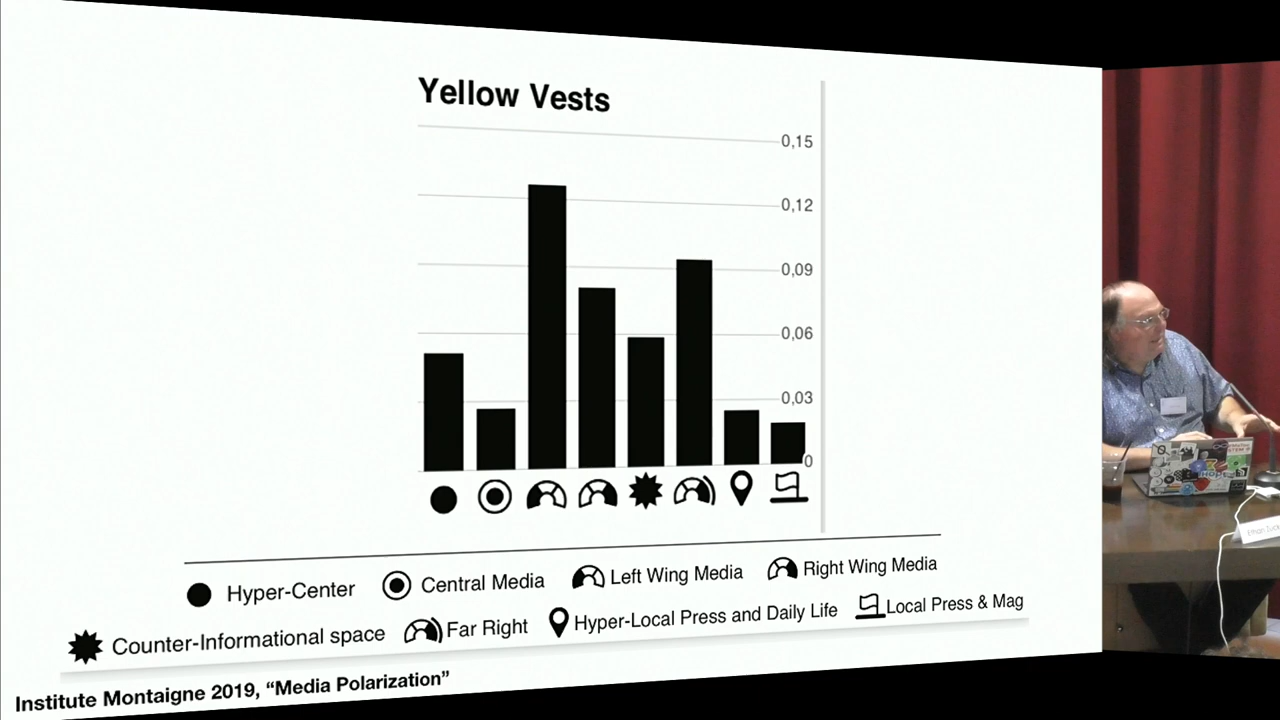 Yellow Vests
0,15
0,12
0,09
0,06
0,03
0
Hyper-Center
Central Media
Left Wing Media
Right Wing Media
Counter-Informational space
Far Right
Hyper-Local Press and Daily Life
Local Press & Mag
Institute Montaigne 2019, “Media Polarization”
Ethan